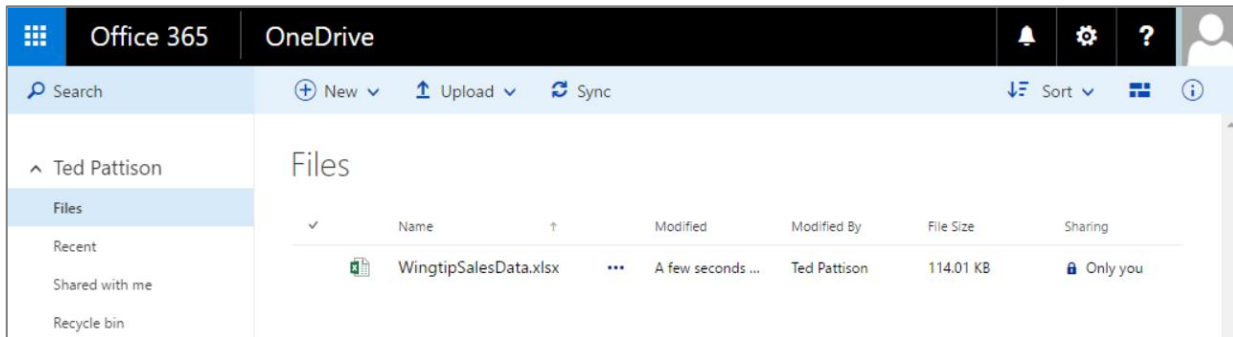 Office 365 OneDrive ?
Search New Upload Sync Sort
Ted Pattison
Files
Recent
Shared with me
Recycle bin
Files
Name Modified Modified By File Size Sharing
WingtipSalesData.xlsx ... A few seconds ... Ted Pattison 114.01 KB Only you